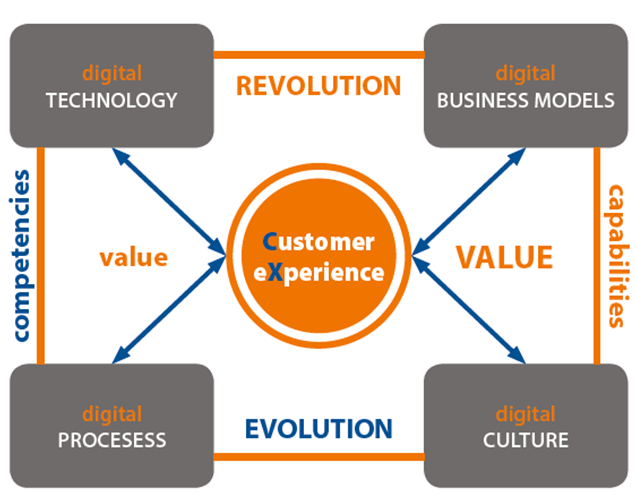 digital
TECHNOLOGY
REVOLUTION
digital
BUSINESS MODELS
competencies
value
Customer
eXperience
VALUE
capabilities
digital
PROCESESS
EVOLUTION
digital
CULTURE